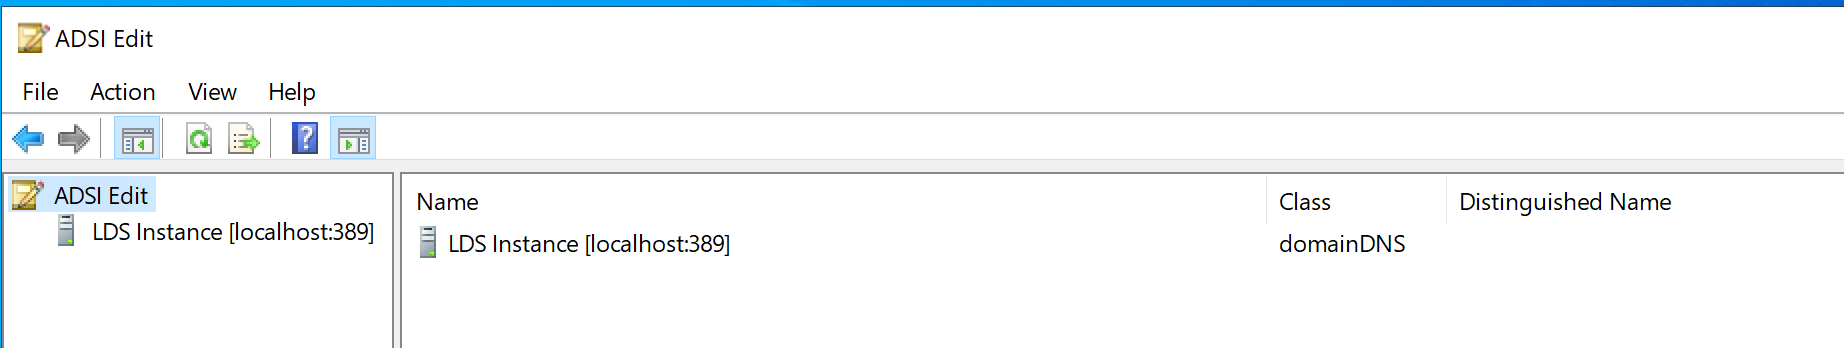 ADSI Edit
File Action View Help
ADSI Edit
LDS Instance [localhost:389]
Name Class Distinguished Name
LDS Instance [localhost:389] domainDNS